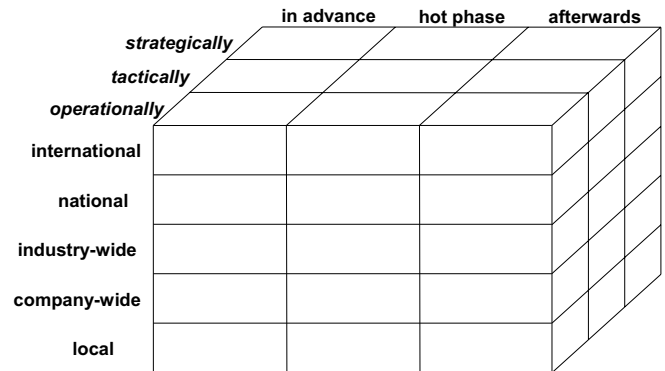 in advance hot phase afterwards
strategically
tactically
operationally
international
national
industry-wide
company-wide
local